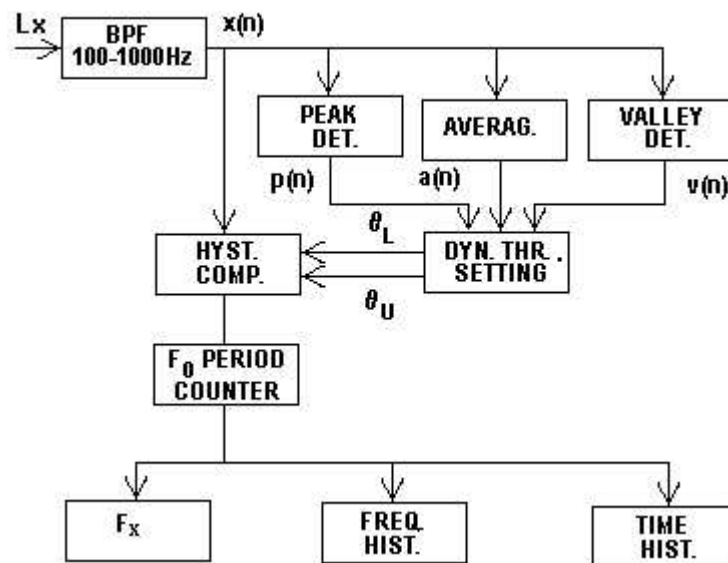 Lx
BPF
100-1000Hz
x(n)
PEAK
DET.
AVERAG.
VALLEY
DET.
p(n)
a(n)
v(n)
θL
HYST.
COMP.
DYN. THR. .
SETTING
θU
F0 PERIOD
COUNTER
FX
FREQ.
HIST.
TIME
HIST.